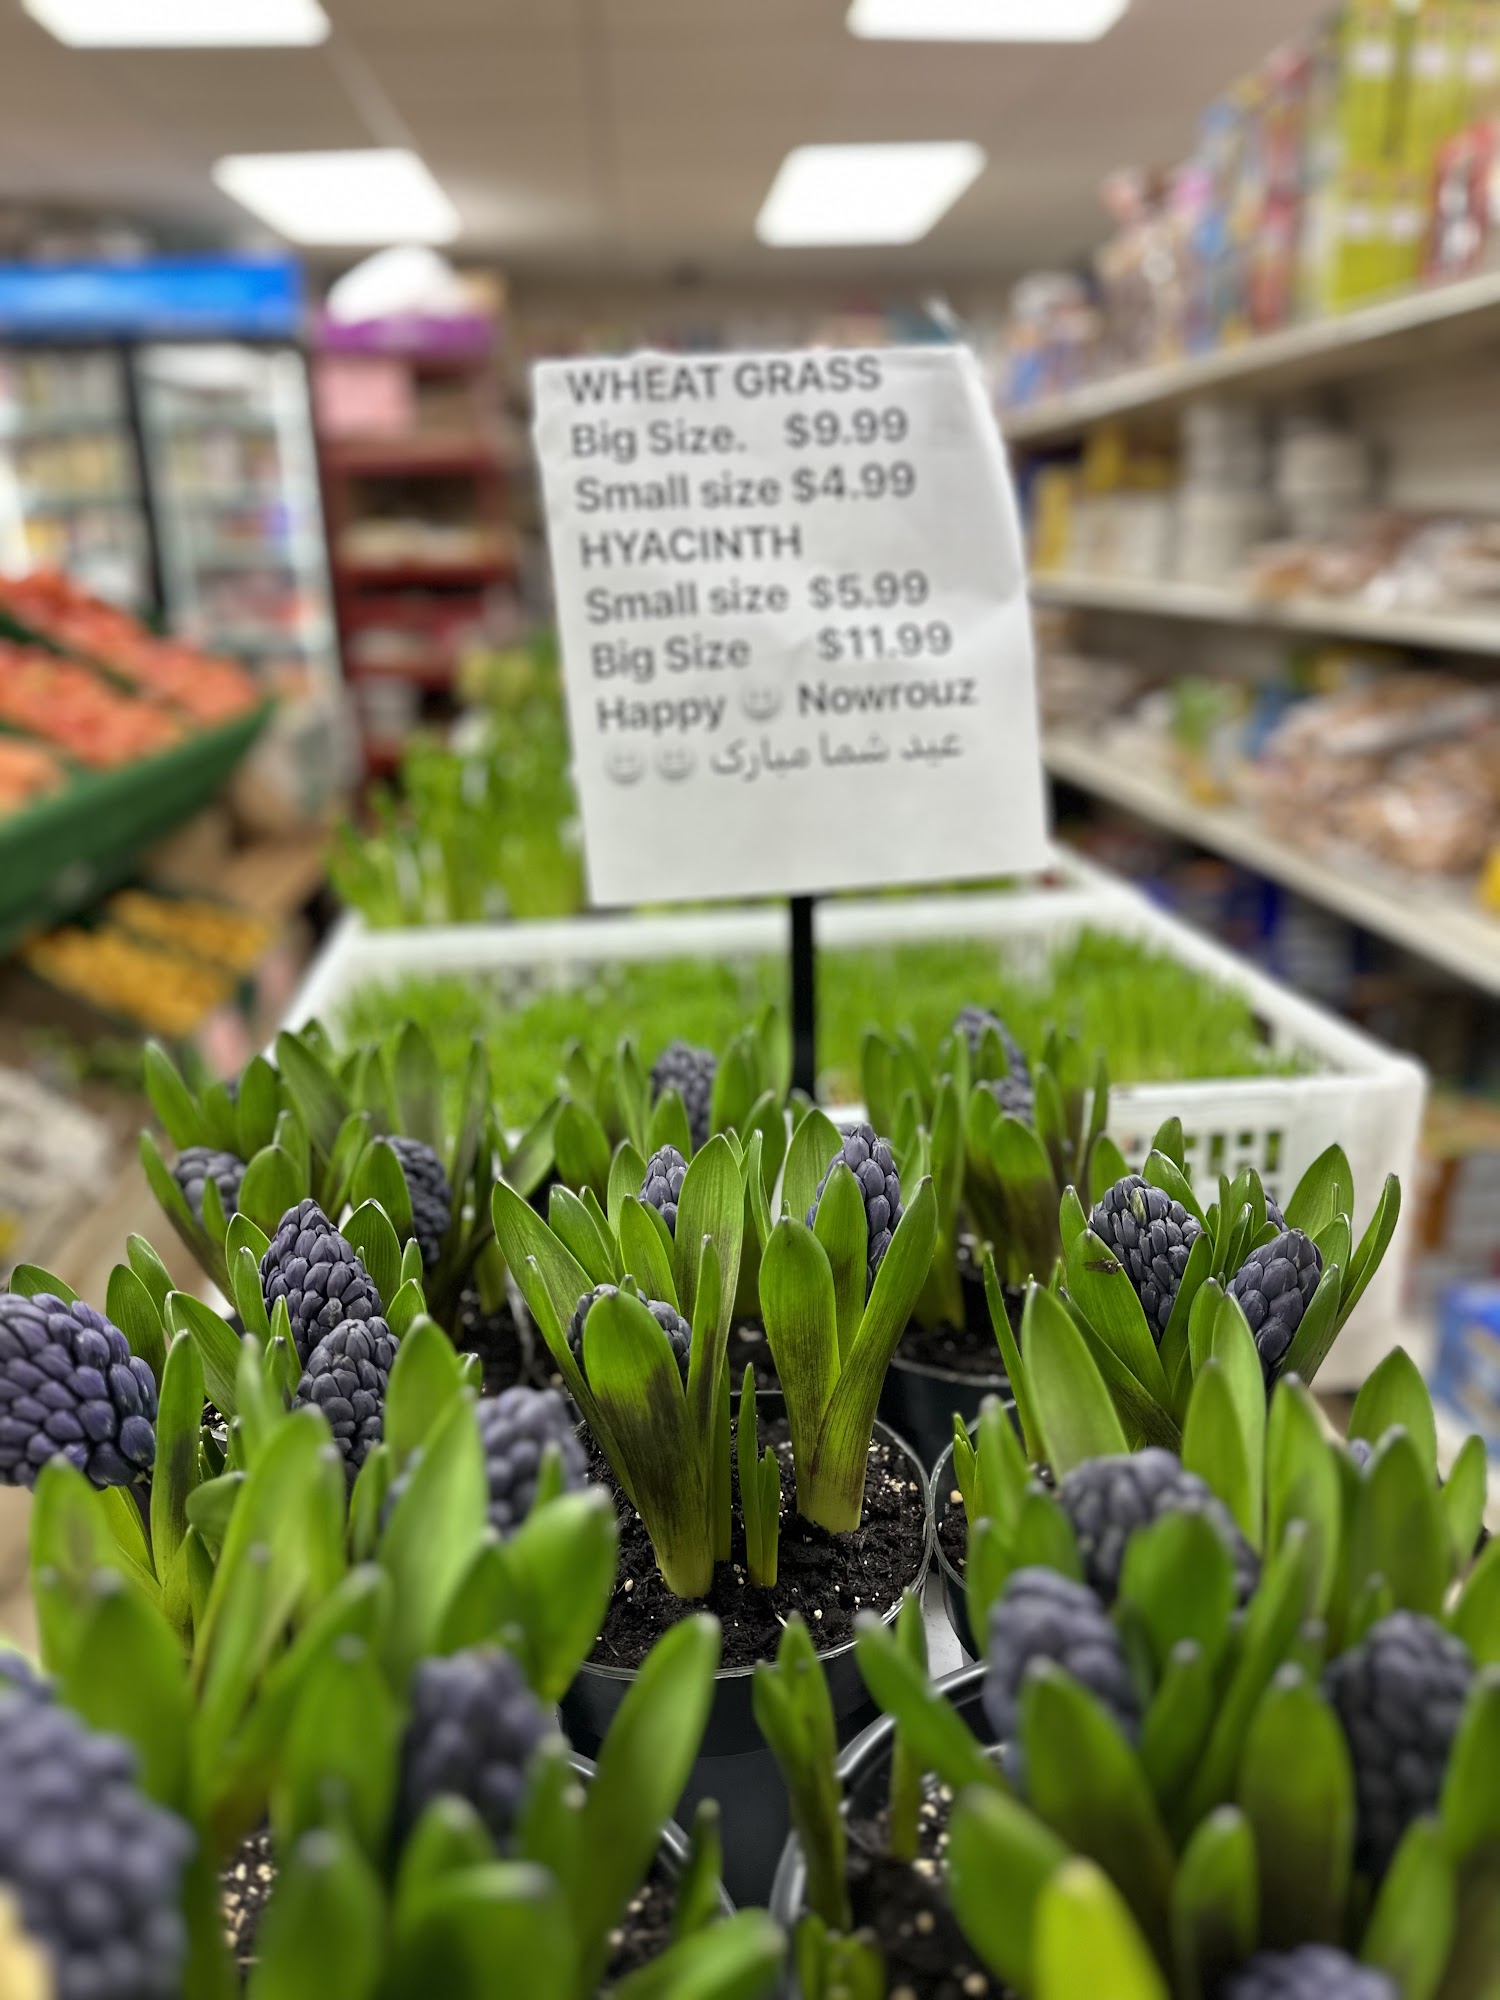 WHEAT GRASS
Big Size. $9.99
Small size $4.99
HYACINTH
Small size $5.99
Big Size $11.99
Happy 🙂 Nowrouz
عید شما مبارک 🙂 🙂